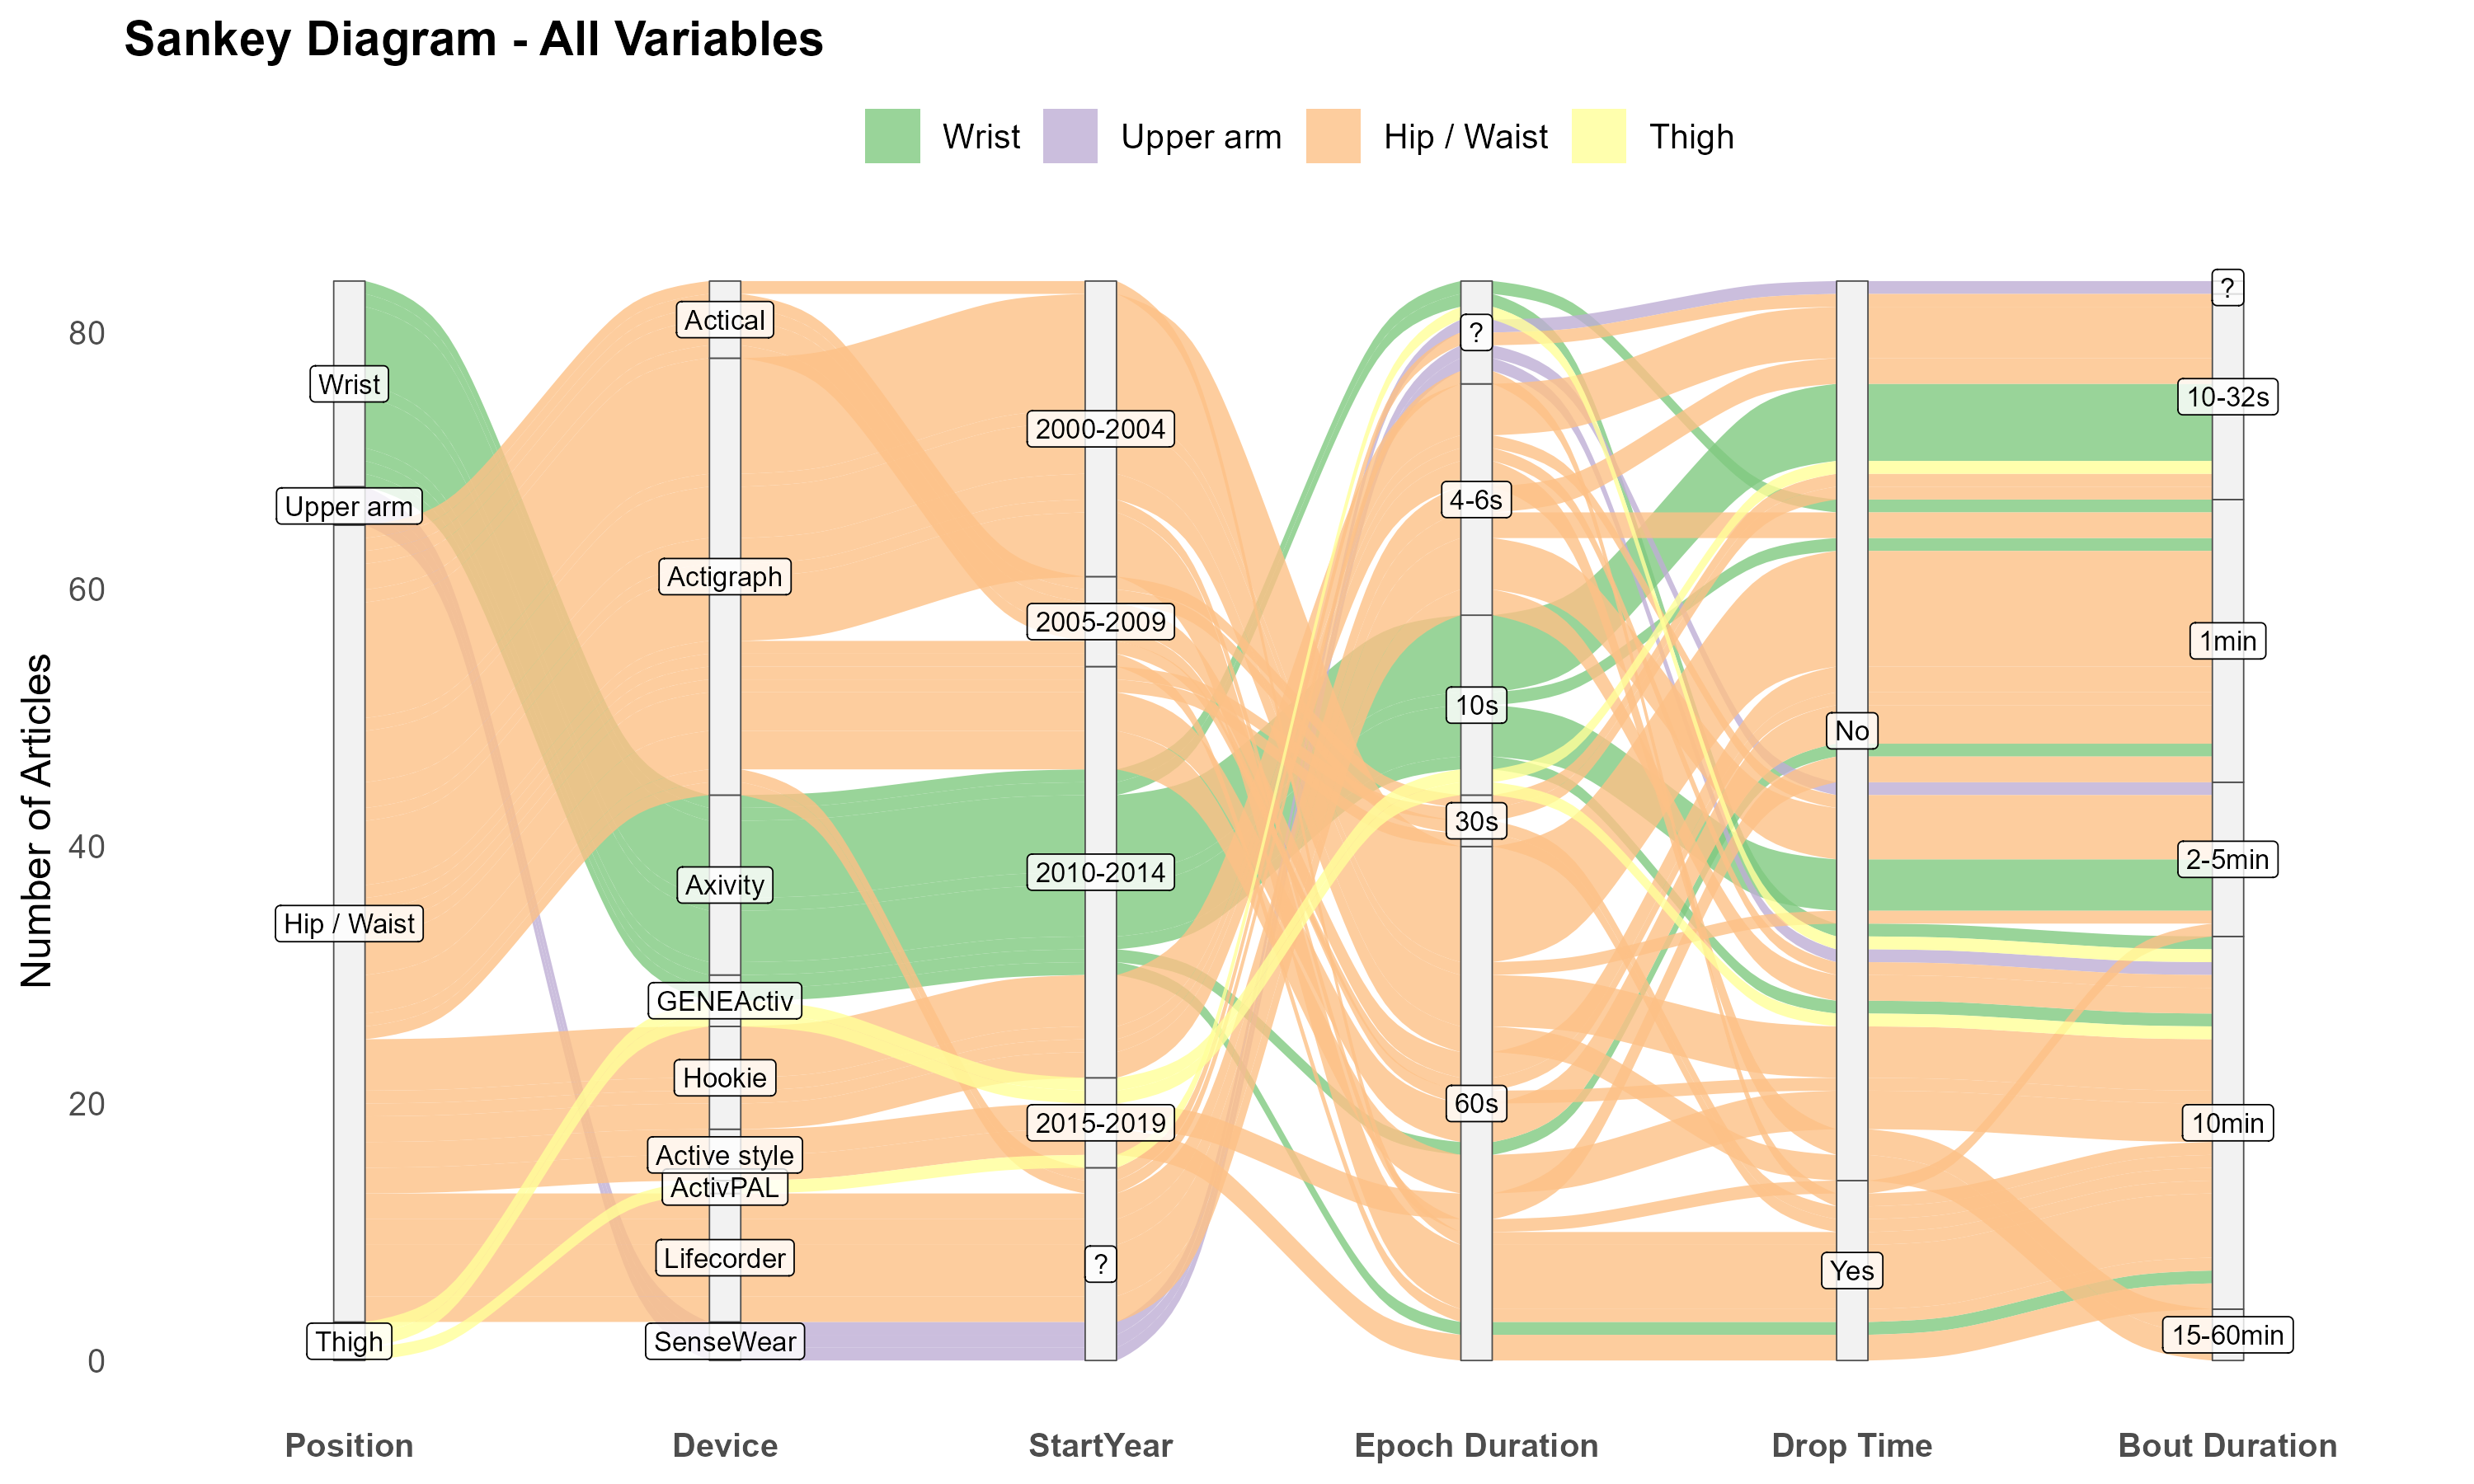 Sankey Diagram - All Variables
Wrist
Upper arm
Hip / Waist
Thigh
Number of Articles
80
60
40
20
0
Wrist
Upper arm
Hip / Waist
Thigh
Actical
Actigraph
Axivity
GENEActiv
Hookie
Active style
ActivPAL
Lifecorder
SenseWear
2000-2004
2005-2009
2010-2014
2015-2019
?
?
4-6s
10s
30s
60s
No
Yes
?
10-32s
1min
2-5min
10min
15-60min
Position
Device
StartYear
Epoch Duration
Drop Time
Bout Duration